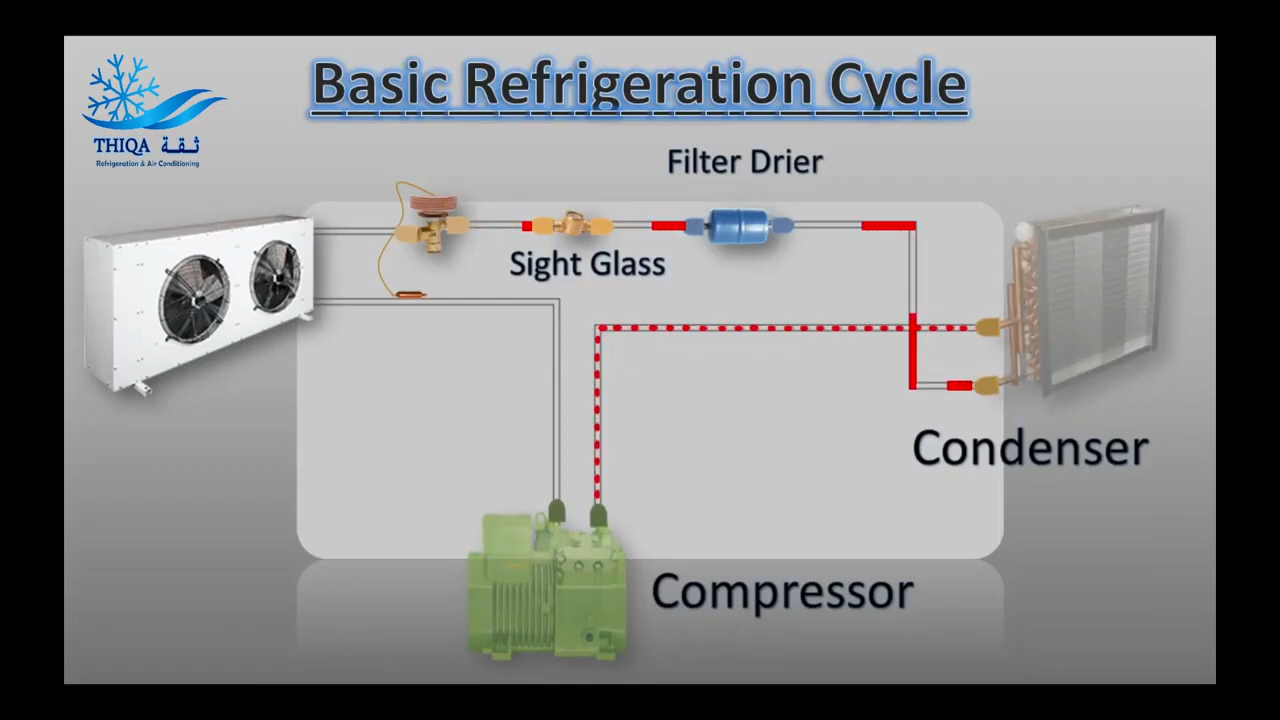 Basic Refrigeration Cycle
THIQA ثقة
Refrigeration & Air Conditioning
Filter Drier
Sight Glass
Condenser
Compressor